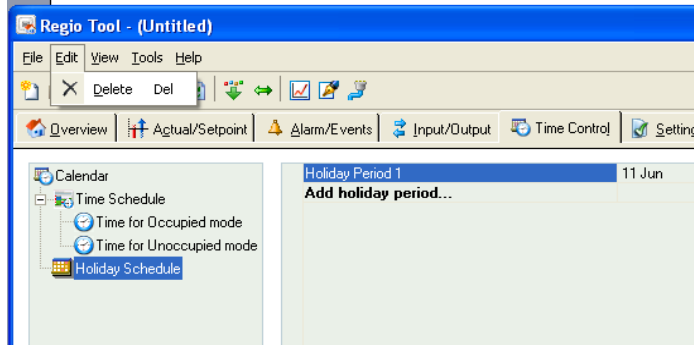 Regio Tool - (Untitled)
File Edit View Tools Help
Delete Del
Overview Actual/Setpoint Alarm/Events Input/Output Time Control Setting
Calendar
Time Schedule
Time for Occupied mode
Time for Unoccupied mode
Holiday Schedule
Holiday Period 1 11 Jun
Add holiday period...